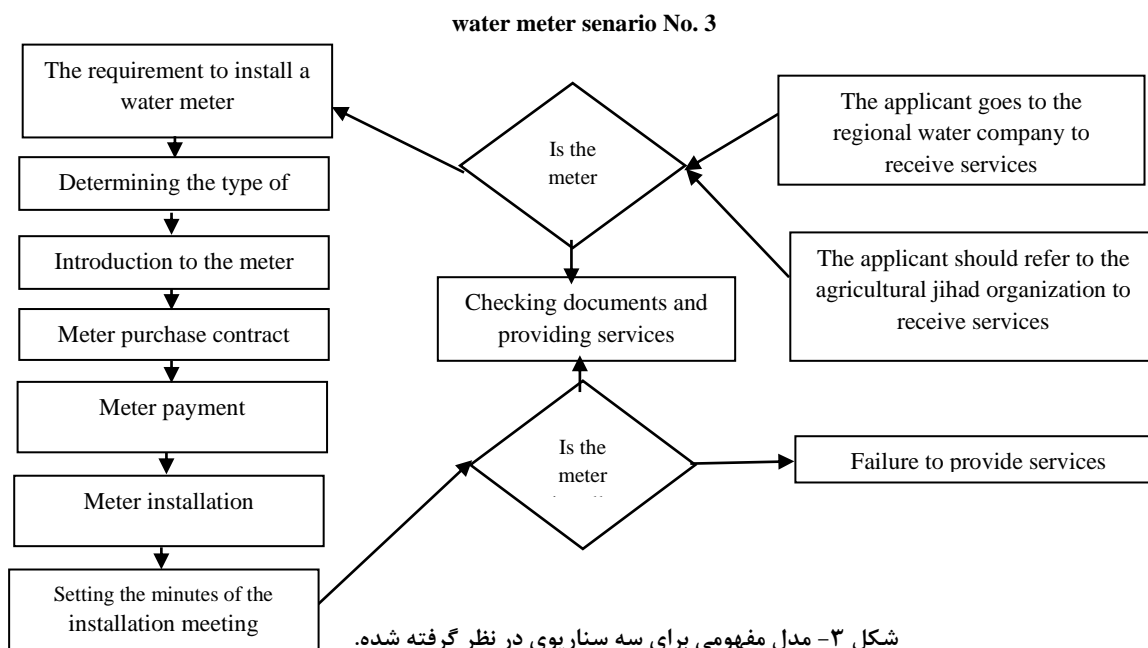 water meter senario No. 3
The requirement to install a
water meter
Determining the type of
Introduction to the meter
Meter purchase contract
Meter payment
Meter installation
Setting the minutes of the
installation meeting
Is the
meter
Checking documents and
providing services
Is the
meter
The applicant goes to the
regional water company to
receive services
The applicant should refer to the
agricultural jihad organization to
receive services
Failure to provide services
شکل ۳- مدل مفهومی برای سه سناریوی در نظر گرفته شده.